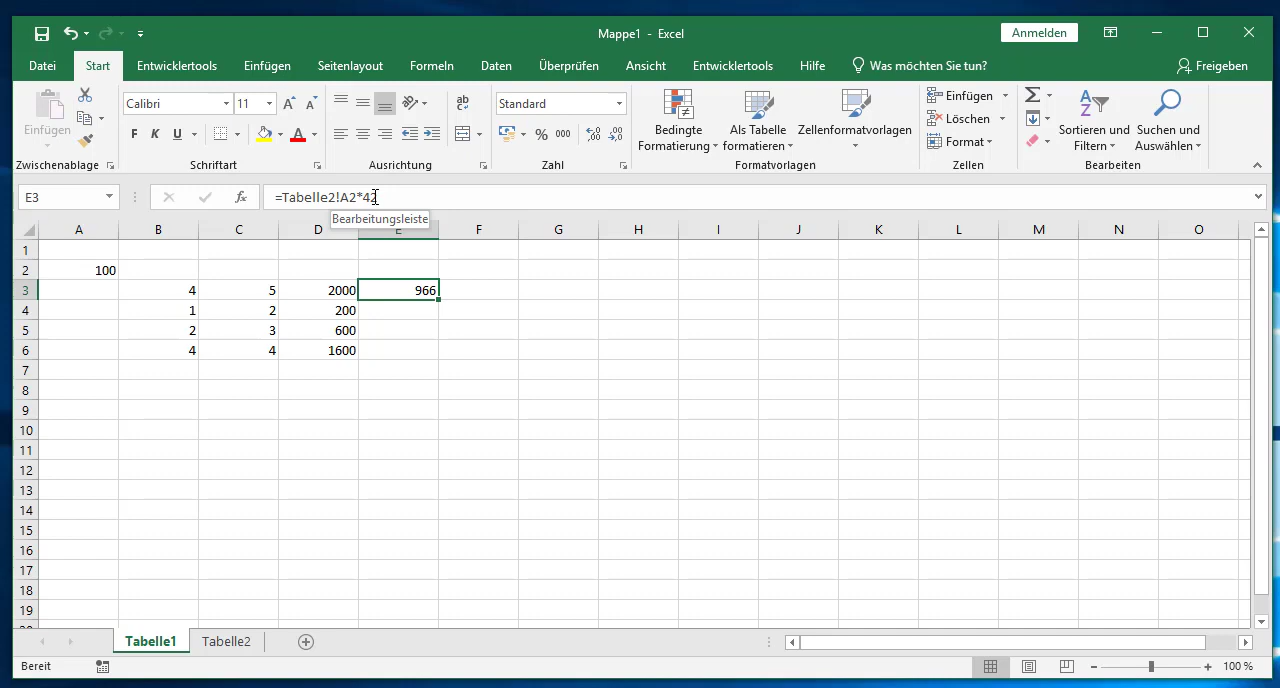 Mappe1 - Excel
Anmelden
Datei Start Entwicklertools Einfügen Seitenlayout Formeln Daten Überprüfen Ansicht Entwicklertools Hilfe Was möchten Sie tun? Freigeben
Einfügen
Zwischenablage
Calibri 11 A A
F K U A
Schriftart
ab c
Ausrichtung
Standard
% 000 ,00 ,00
Zahl
Bedingte Formatierung
Als Tabelle formatieren
Zellenformatvorlagen
Formatvorlagen
Einfügen
Löschen
Format
Zellen
Σ
A Z
Sortieren und Filtern
Suchen und Auswählen
Bearbeiten
E3 fx =Tabelle2!A2*42
Bearbeitungsleiste
A B C D E F G H I J K L M N O
1
2 100
3 4 5 2000 966
4 1 2 200
5 2 3 600
6 4 4 1600
7
8
9
10
11
12
13
14
15
16
17
18
19
Tabelle1 Tabelle2
Bereit 100 %